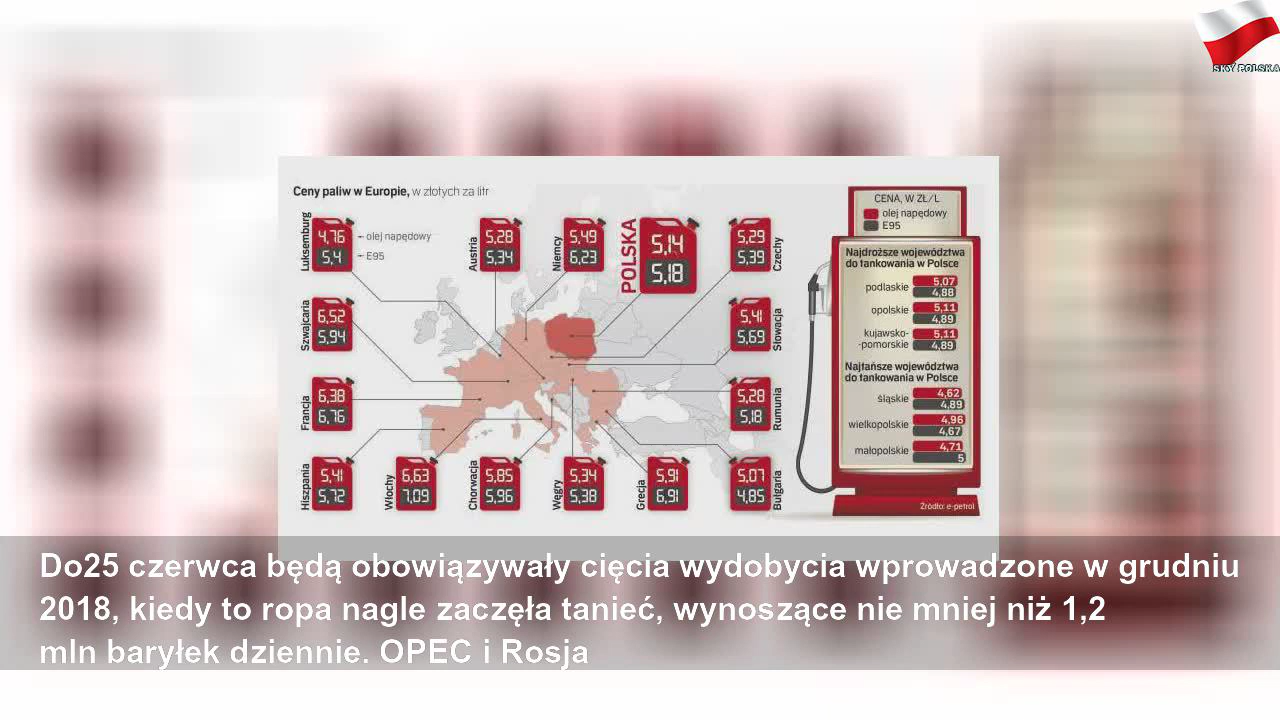 SKY POLSKA
Ceny paliw w Europie, w złotych za litr
Luksemburg
4,76
5,4
olej napędowy
E95
Austria
5,28
5,34
Niemcy
5,49
6,23
POLSKA
5,14
5,18
Czechy
5,29
5,39
Szwajcaria
6,52
5,94
Słowacja
5,41
5,69
Francja
6,38
6,76
Rumunia
5,28
5,18
Hiszpania
5,41
5,72
Włochy
6,63
7,09
Chorwacja
5,85
5,96
Węgry
5,34
5,38
Grecja
5,91
6,91
Bułgaria
5,07
4,85
CENA, W ZŁ/L
olej napędowy
E95
Najdroższe województwa
do tankowania w Polsce
podlaskie 5,07
4,88
opolskie 5,11
4,89
kujawsko-
-pomorskie 5,11
4,89
Najtańsze województwa
do tankowania w Polsce
śląskie 4,62
4,89
wielkopolskie 4,96
4,67
małopolskie 4,71
5
Źródło: e-petrol
Do25 czerwca będą obowiązywały cięcia wydobycia wprowadzone w grudniu
2018, kiedy to ropa nagle zaczęła tanieć, wynoszące nie mniej niż 1,2
mln baryłek dziennie. OPEC i Rosja